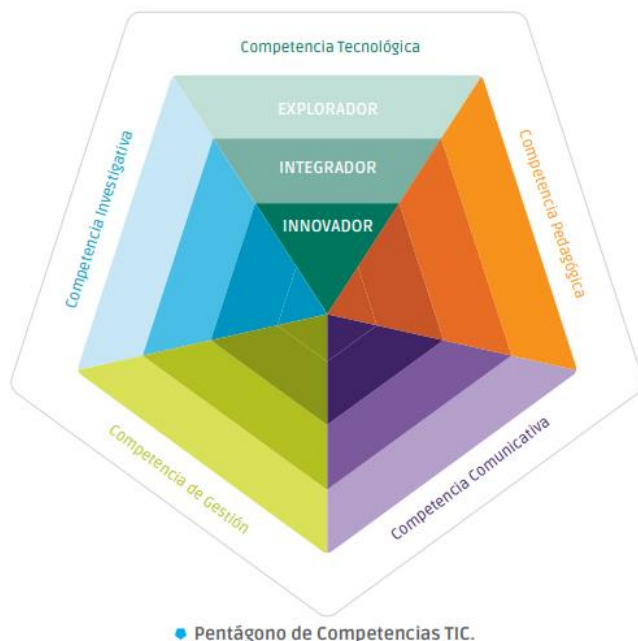 Competencia Tecnológica
EXPLORADOR
INTEGRADOR
INNOVADOR
Competencia Investigativa
Competencia Pedagógica
Competencia de Gestión
Competencia Comunicativa
Pentágono de Competencias TIC.